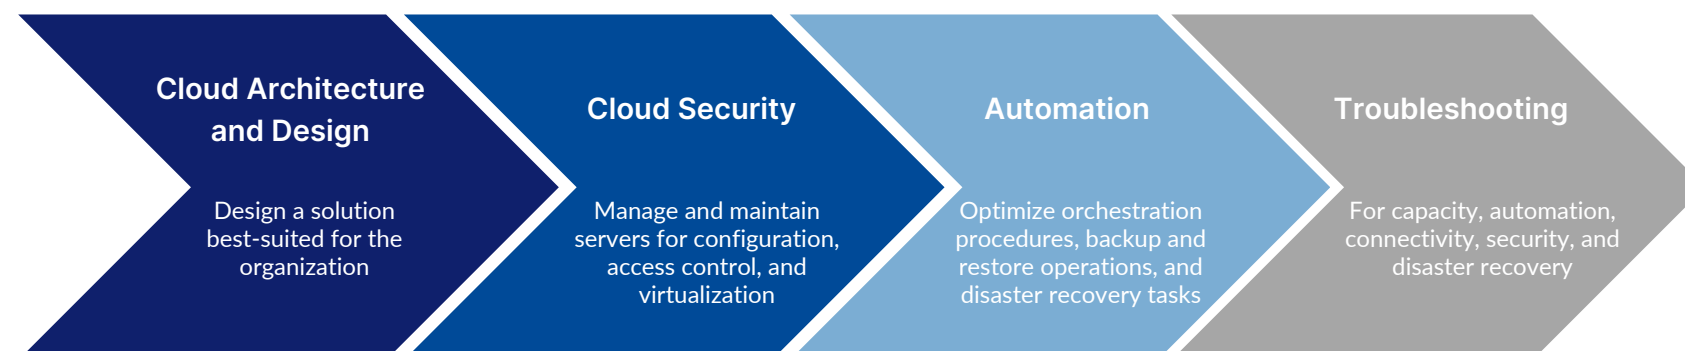 Cloud Architecture
and Design
Design a solution
best-suited for the
organization
Cloud Security
Manage and maintain
servers for configuration,
access control, and
virtualization
Automation
Optimize orchestration
procedures, backup and
restore operations, and
disaster recovery tasks
Troubleshooting
For capacity, automation,
connectivity, security, and
disaster recovery